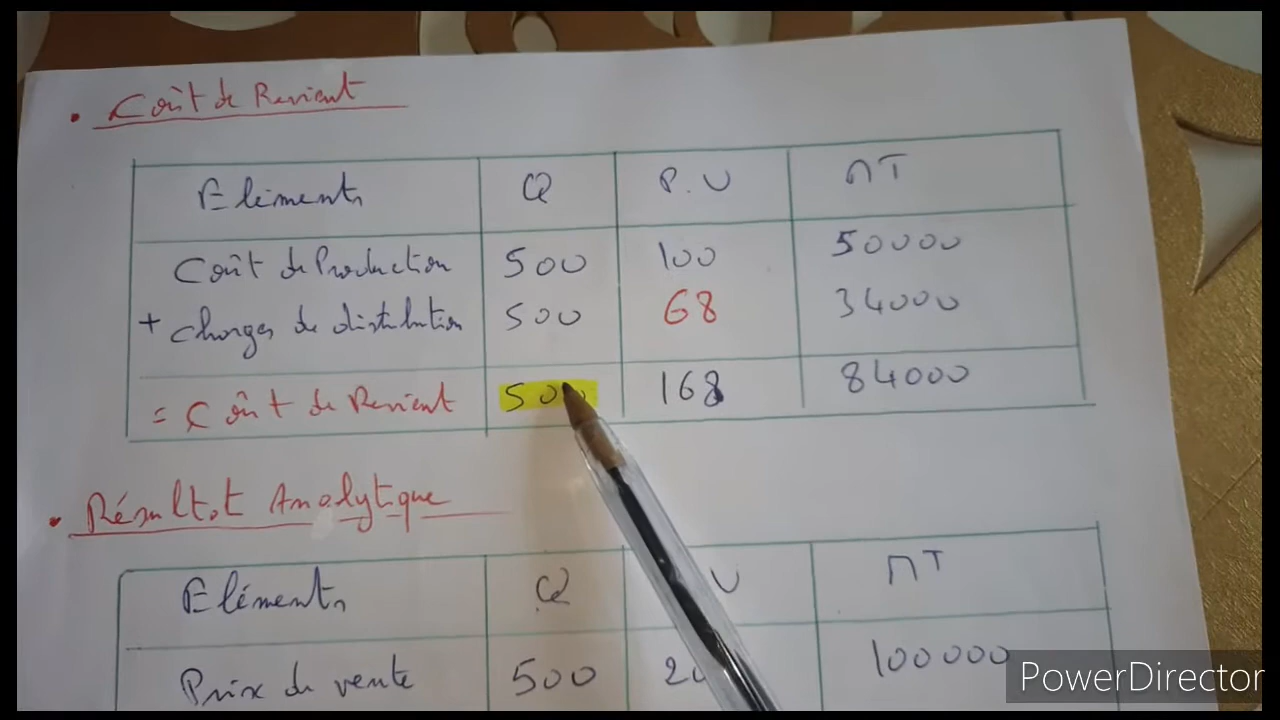 • Coût de Revient
Eléments Q P.U MT
Coût de Production 500 100 50000
+ charges de distribution 500 68 34000
= Coût de Revient 500 168 84000
• Résultat Analytique
Eléments Q U MT
Prix de vente 500 100000
PowerDirector